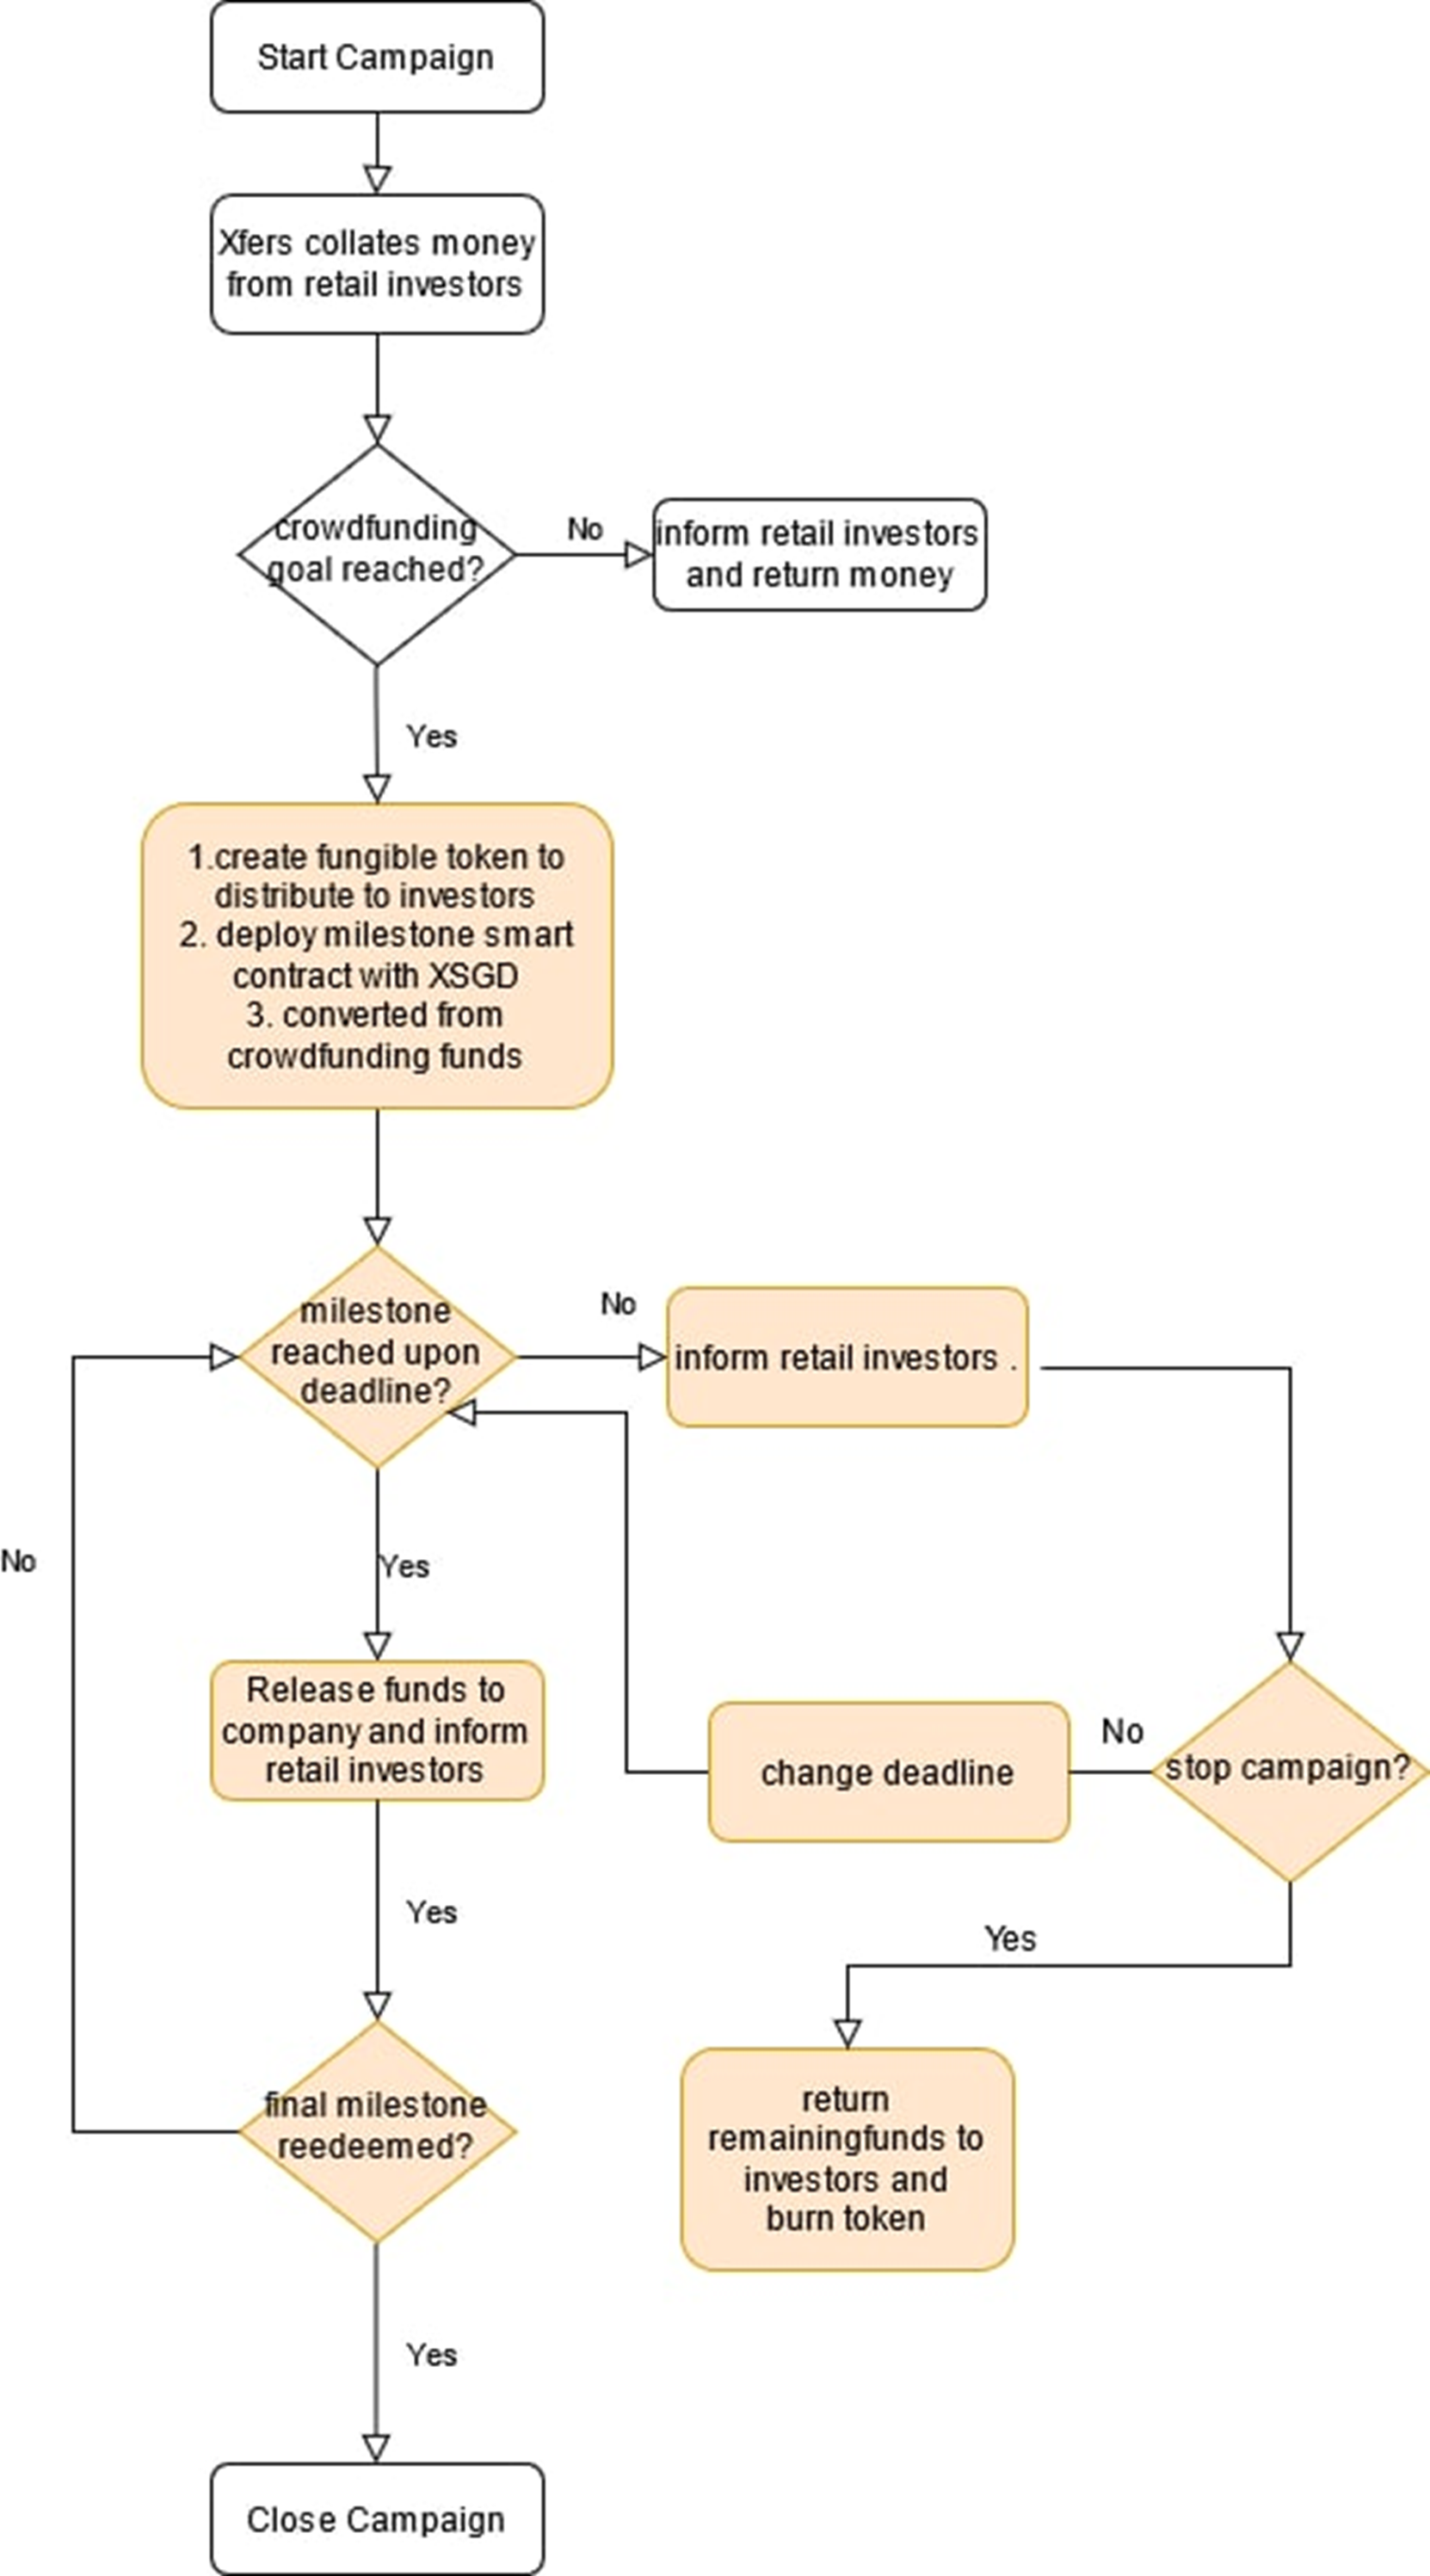 Start Campaign
Xfers collates money
from retail investors
crowdfunding
goal reached?
No
inform retail investors
and return money
Yes
1.create fungible token to
distribute to investors
2. deploy milestone smart
contract with XSGD
3. converted from
crowdfunding funds
milestone
reached upon
deadline?
No
inform retail investors .
No
Yes
Release funds to
company and inform
retail investors
change deadline
No
stop campaign?
Yes
Yes
final milestone
reedeemed?
return
remainingfunds to
investors and
burn token
Yes
Close Campaign